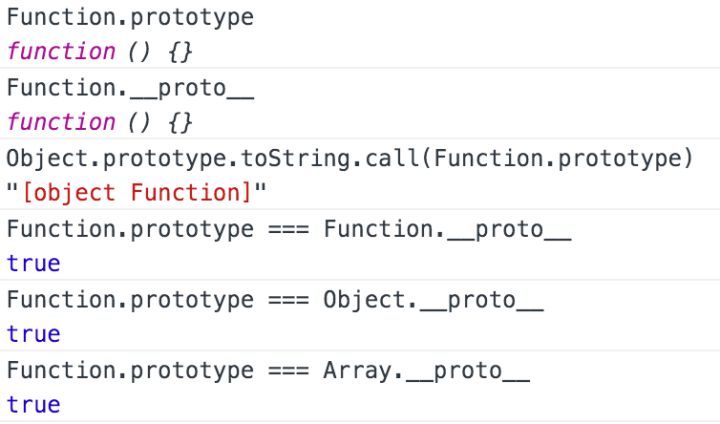 Function.prototype
function () {}
Function.__proto__
function () {}
Object.prototype.toString.call(Function.prototype)
"[object Function]"
Function.prototype === Function.__proto__
true
Function.prototype === Object.__proto__
true
Function.prototype === Array.__proto__
true